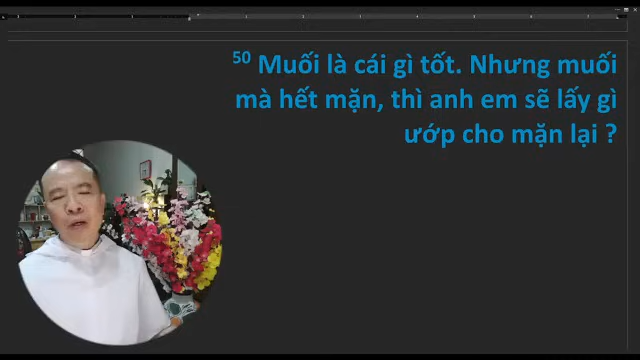 50 Muối là cái gì tốt. Nhưng muối
mà hết mặn, thì anh em sẽ lấy gì
ướp cho mặn lại ?